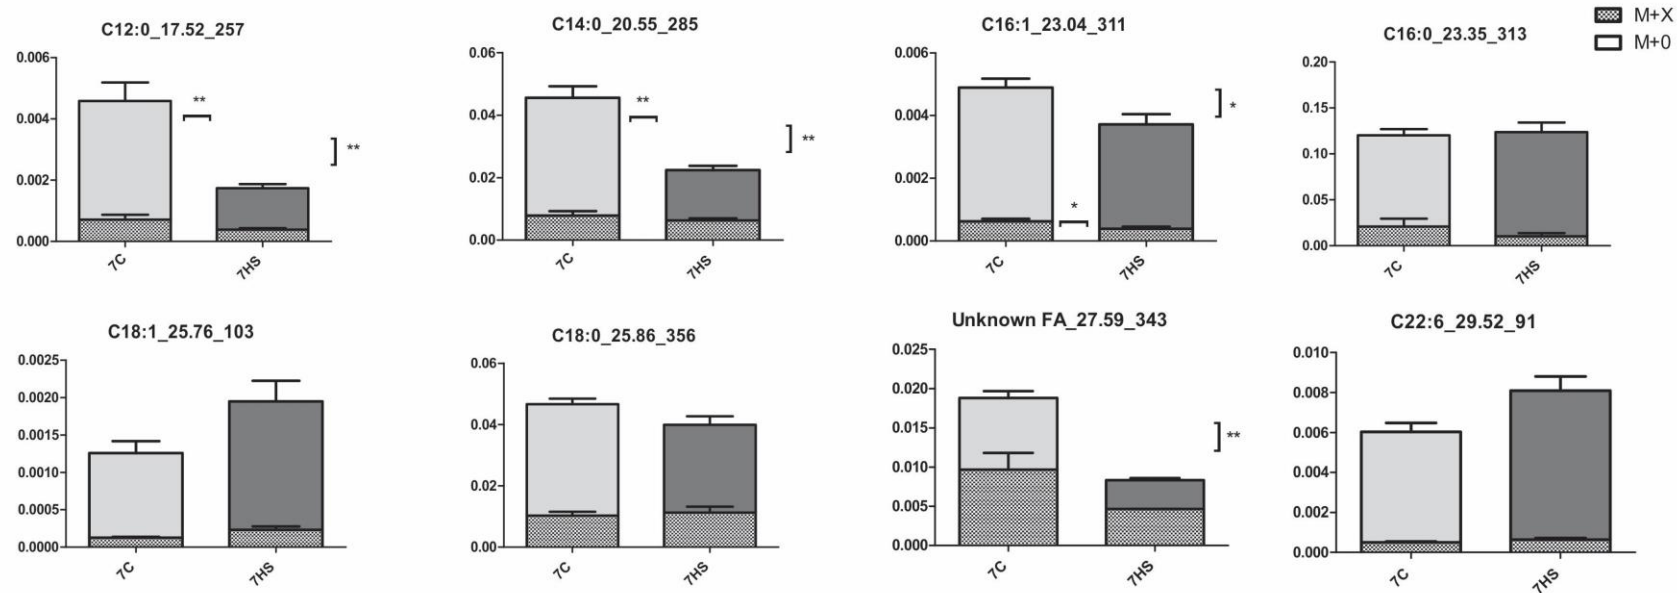 C12:0_17.52_257
0.006
0.004
0.002
0.000
**
**
7C
7HS
C14:0_20.55_285
0.06
0.04
0.02
0.00
**
**
7C
7HS
C16:1_23.04_311
0.006
0.004
0.002
0.000
*
*
7C
7HS
C16:0_23.35_313
0.20
0.15
0.10
0.05
0.00
7C
7HS
M+X
M+0
C18:1_25.76_103
0.0025
0.0020
0.0015
0.0010
0.0005
0.0000
7C
7HS
C18:0_25.86_356
0.06
0.04
0.02
0.00
7C
7HS
Unknown FA_27.59_343
0.025
0.020
0.015
0.010
0.005
0.000
**
7C
7HS
C22:6_29.52_91
0.010
0.008
0.006
0.004
0.002
0.000
7C
7HS